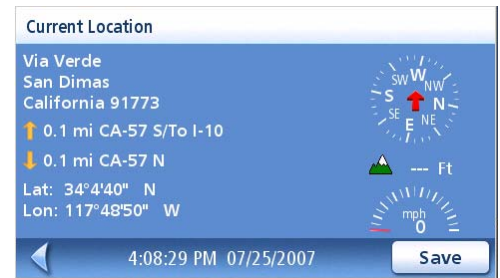 Current Location
Via Verde
San Dimas
California 91773
0.1 mi CA-57 S/To I-10
0.1 mi CA-57 N
Lat: 34°4'40" N
Lon: 117°48'50" W
SW W NW
S N
SE E NE
--- Ft
mph
0
4:08:29 PM 07/25/2007
Save